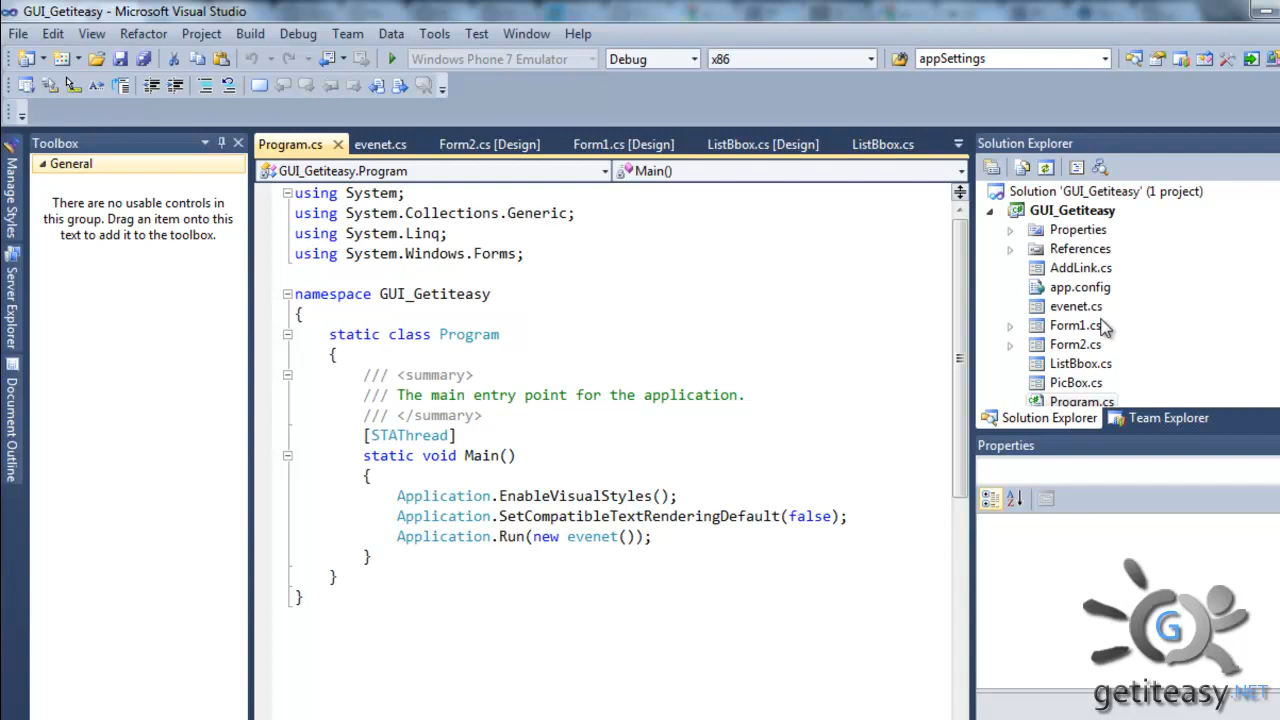 GUI_Getiteasy - Microsoft Visual Studio
File Edit View Refactor Project Build Debug Team Data Tools Test Window Help
Windows Phone 7 Emulator Debug x86 appSettings
Toolbox
General
There are no usable controls in
this group. Drag an item onto this
text to add it to the toolbox.
Manage Styles
Server Explorer
Document Outline
Program.cs evenet.cs Form2.cs [Design] Form1.cs [Design] ListBbox.cs [Design] ListBbox.cs
GUI_Getiteasy.Program Main()
using System;
using System.Collections.Generic;
using System.Linq;
using System.Windows.Forms;
namespace GUI_Getiteasy
{
static class Program
{
/// <summary>
/// The main entry point for the application.
/// </summary>
[STAThread]
static void Main()
{
Application.EnableVisualStyles();
Application.SetCompatibleTextRenderingDefault(false);
Application.Run(new evenet());
}
}
}
Solution Explorer
Solution 'GUI_Getiteasy' (1 project)
GUI_Getiteasy
Properties
References
AddLink.cs
app.config
evenet.cs
Form1.cs
Form2.cs
ListBbox.cs
PicBox.cs
Program.cs
Solution Explorer Team Explorer
Properties
G
getiteasy.NET